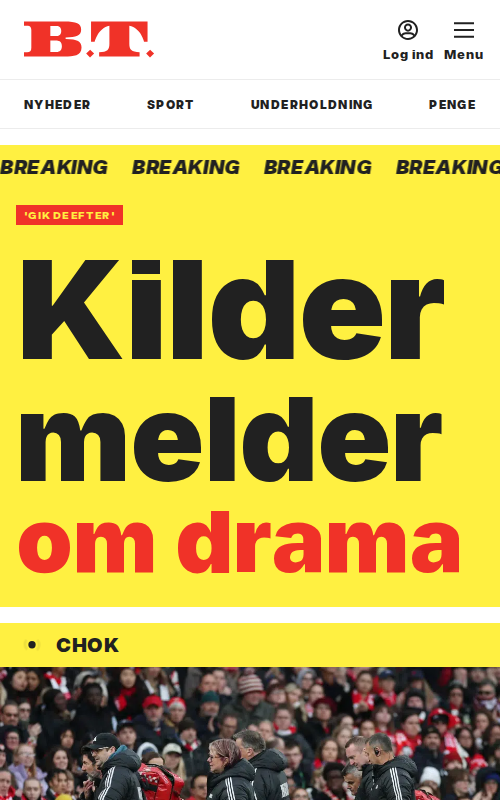 B.T.
Log ind Menu
NYHEDER SPORT UNDERHOLDNING PENGE
BREAKING BREAKING BREAKING BREAKING
'GIK DE EFTER'
Kilder
melder
om drama
CHOK